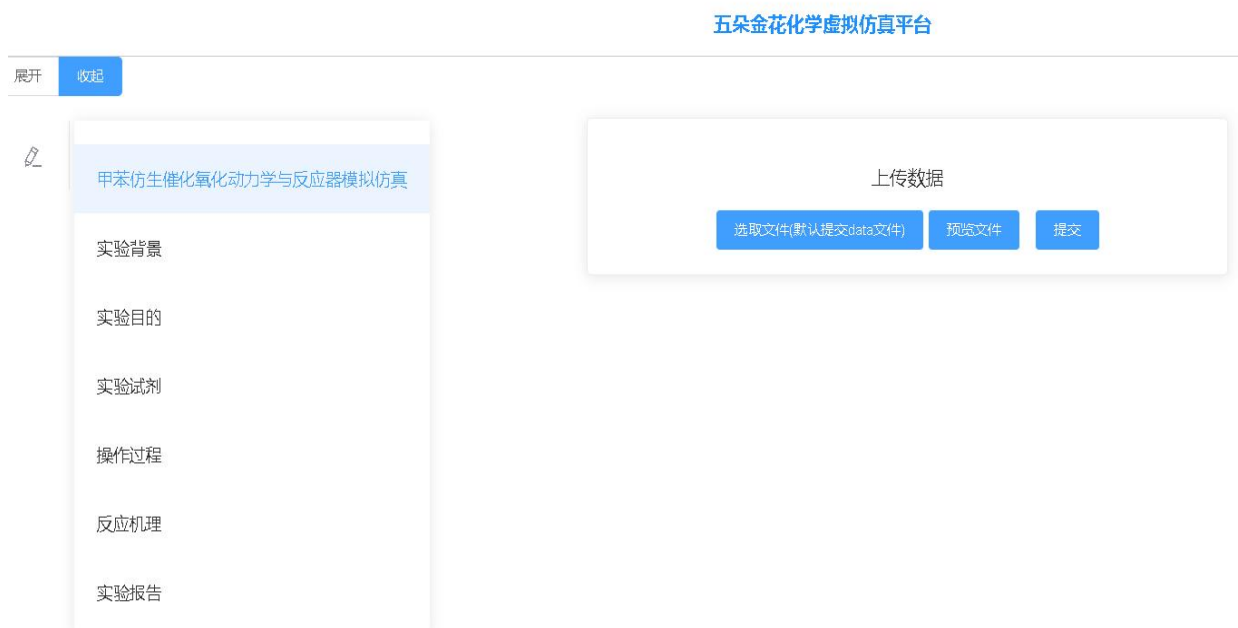 五朵金花化学虚拟仿真平台
展开 收起
甲苯仿生催化氧化动力学与反应器模拟仿真
实验背景
实验目的
实验试剂
操作过程
反应机理
实验报告
上传数据
选取文件(默认提交data文件) 预览文件 提交